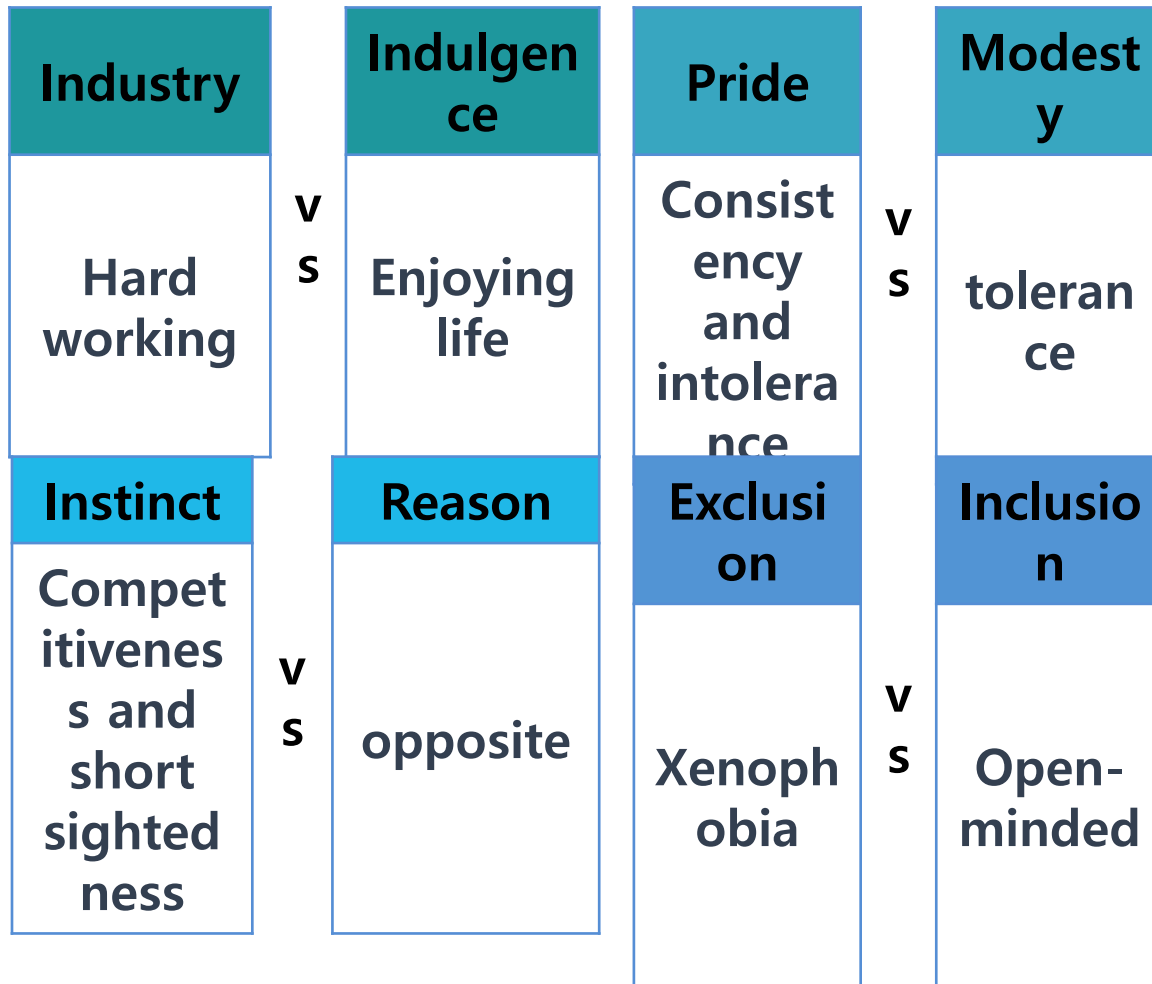 Industry
Hard
working
v
s
Indulgen
ce
Enjoying
life
Pride
Consist
ency
and
intolera
nce
v
s
Modest
y
toleran
ce
Instinct
Compet
itivenes
s and
short
sighted
ness
v
s
Reason
opposite
Exclusi
on
Xenoph
obia
v
s
Inclusio
n
Open-
minded